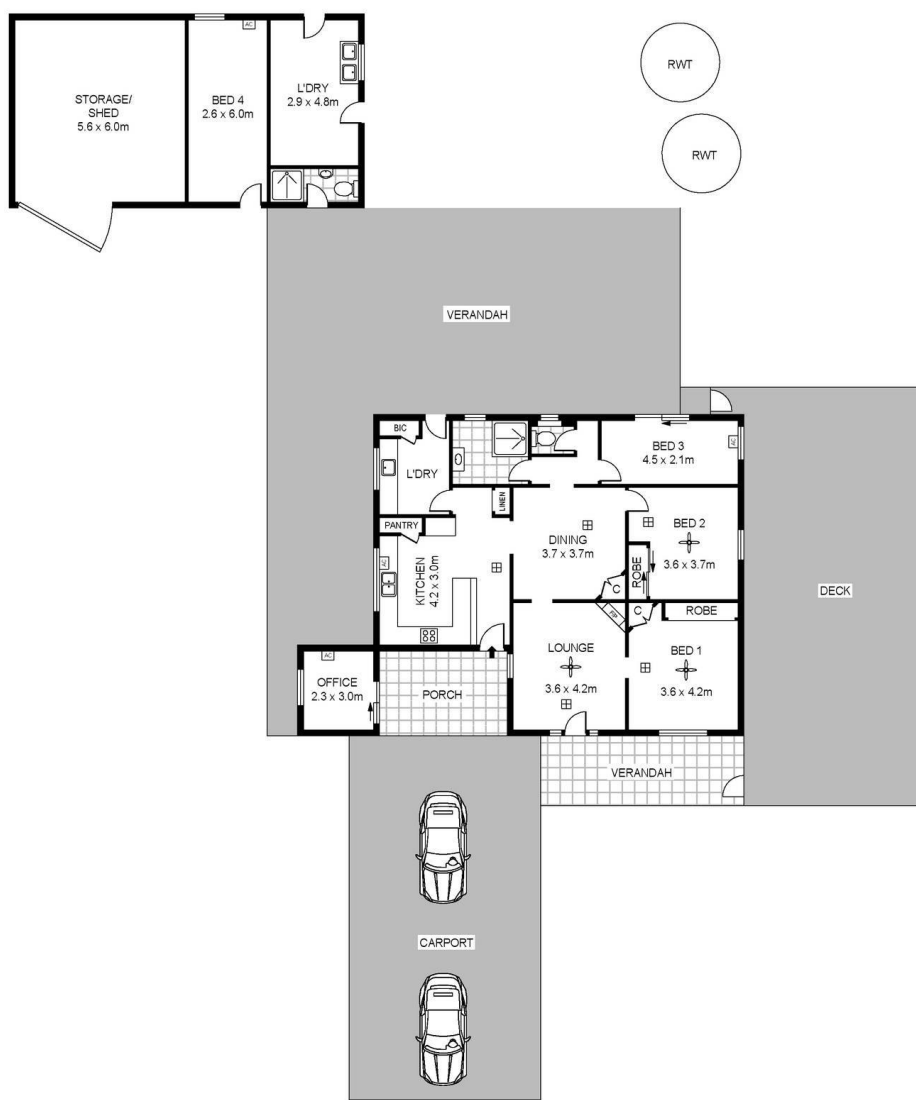 STORAGE/
SHED
5.6 x 6.0m
AC
BED 4
2.6 x 6.0m
L'DRY
2.9 x 4.8m
RWT
RWT
VERANDAH
BIC
L'DRY
LINEN
PANTRY
AC
KITCHEN
4.2 x 3.0m
DINING
3.7 x 3.7m
BED 3
4.5 x 2.1m
AC
BED 2
3.6 x 3.7m
ROBE
C
F/P
C
ROBE
DECK
AC
OFFICE
2.3 x 3.0m
PORCH
LOUNGE
3.6 x 4.2m
BED 1
3.6 x 4.2m
VERANDAH
CARPORT